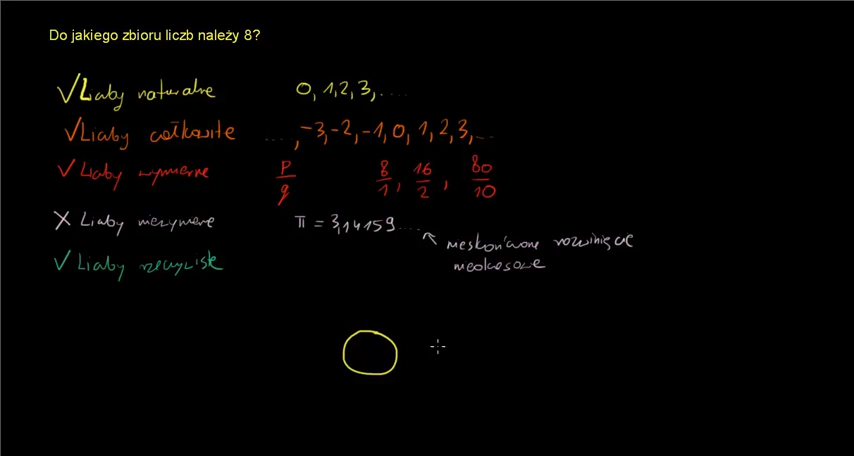 Do jakiego zbioru liczb należy 8?
✓ Liczby naturalne 0, 1, 2, 3, ....
✓ Liczby całkowite ...., -3, -2, -1, 0, 1, 2, 3, ...
✓ Liczby wymierne p/q 8/1, 16/2, 80/10
X Liczby niewymierne π = 3,14159....
nieskończone rozwinięcie
nieokresowe
✓ Liczby rzeczywiste